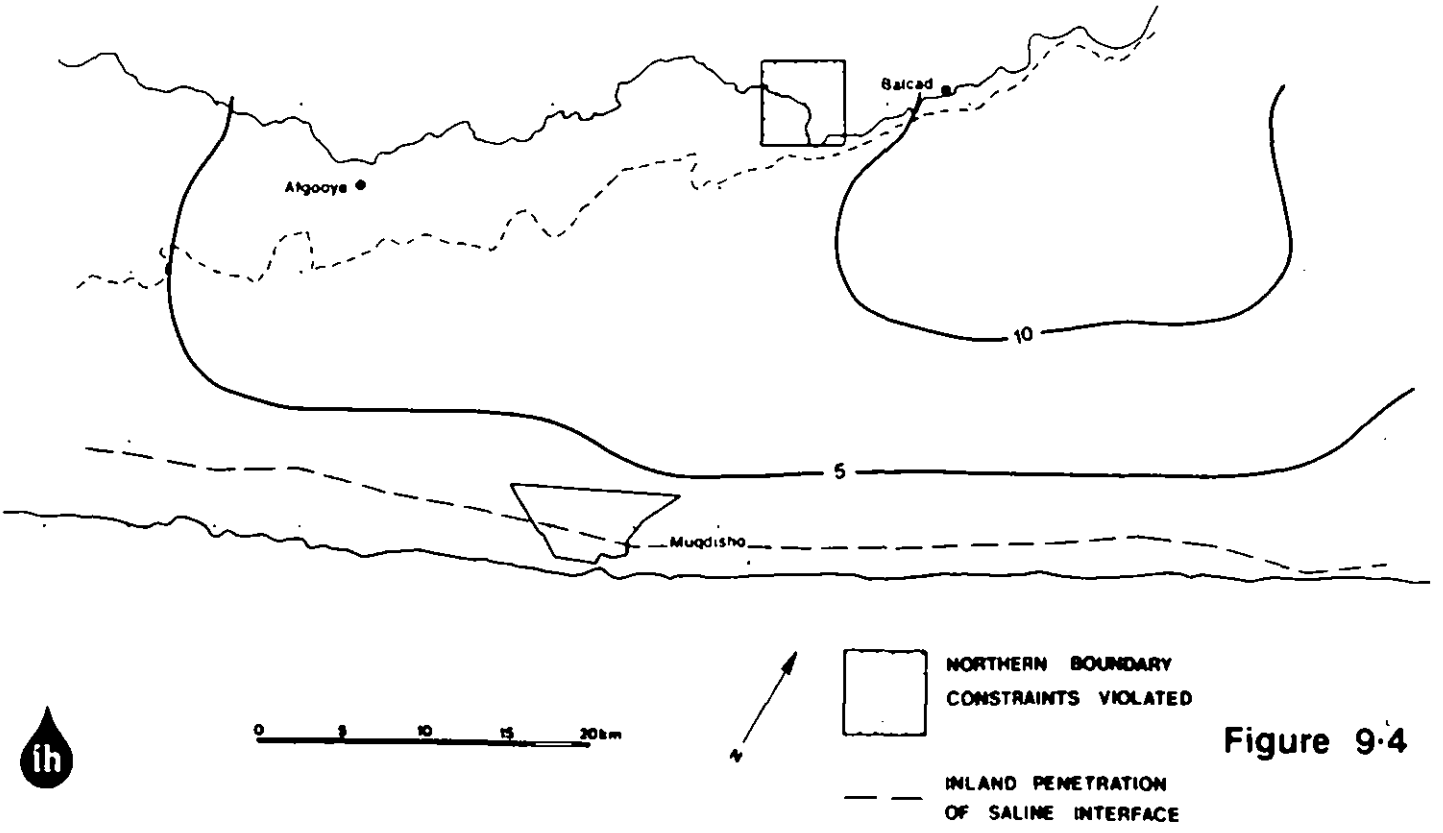 Balcad
Afgooye
10
5
Muqdisho
NORTHERN BOUNDARY
CONSTRAINTS VIOLATED
0 5 10 15 20km
N
Figure 9·4
ih
INLAND PENETRATION
OF SALINE INTERFACE